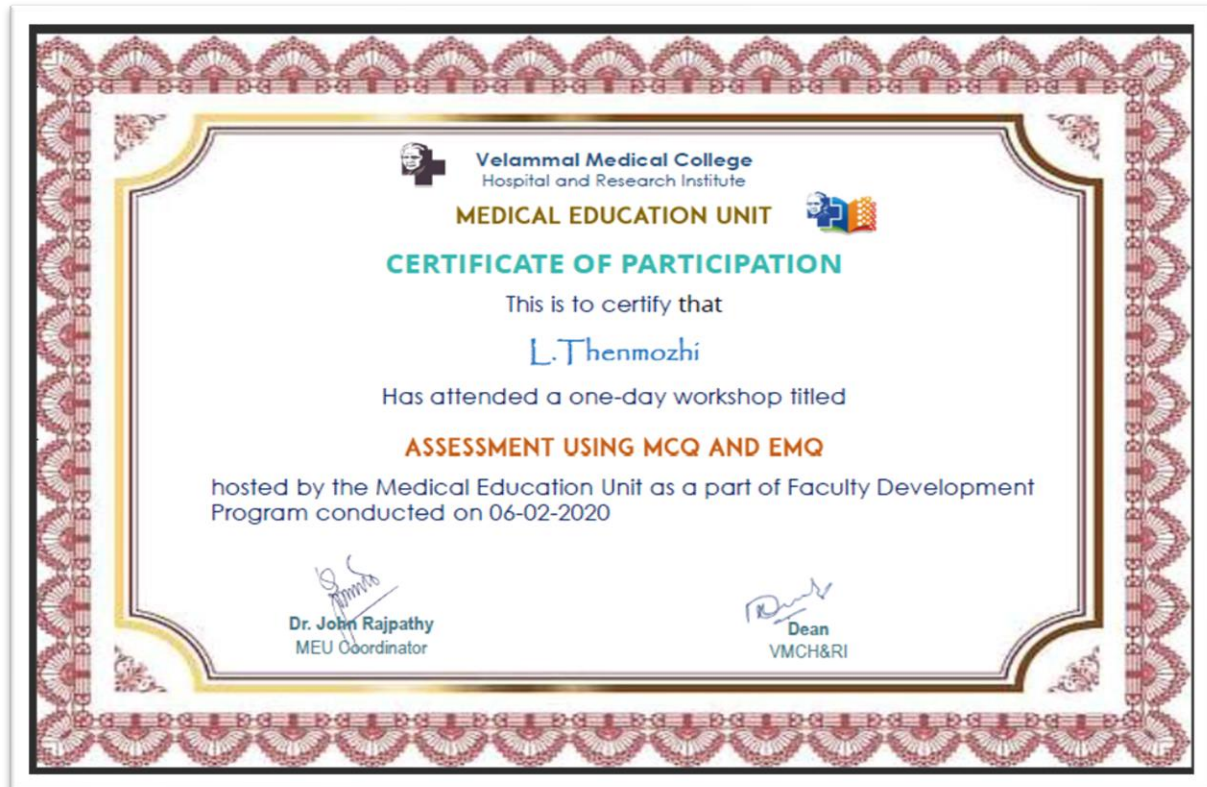 Velammal Medical College
Hospital and Research Institute
MEDICAL EDUCATION UNIT
CERTIFICATE OF PARTICIPATION
This is to certify that
L.Thenmozhi
Has attended a one-day workshop titled
ASSESSMENT USING MCQ AND EMQ
hosted by the Medical Education Unit as a part of Faculty Development
Program conducted on 06-02-2020
Dr. John Rajpathy
MEU Coordinator
Dean
VMCH&RI